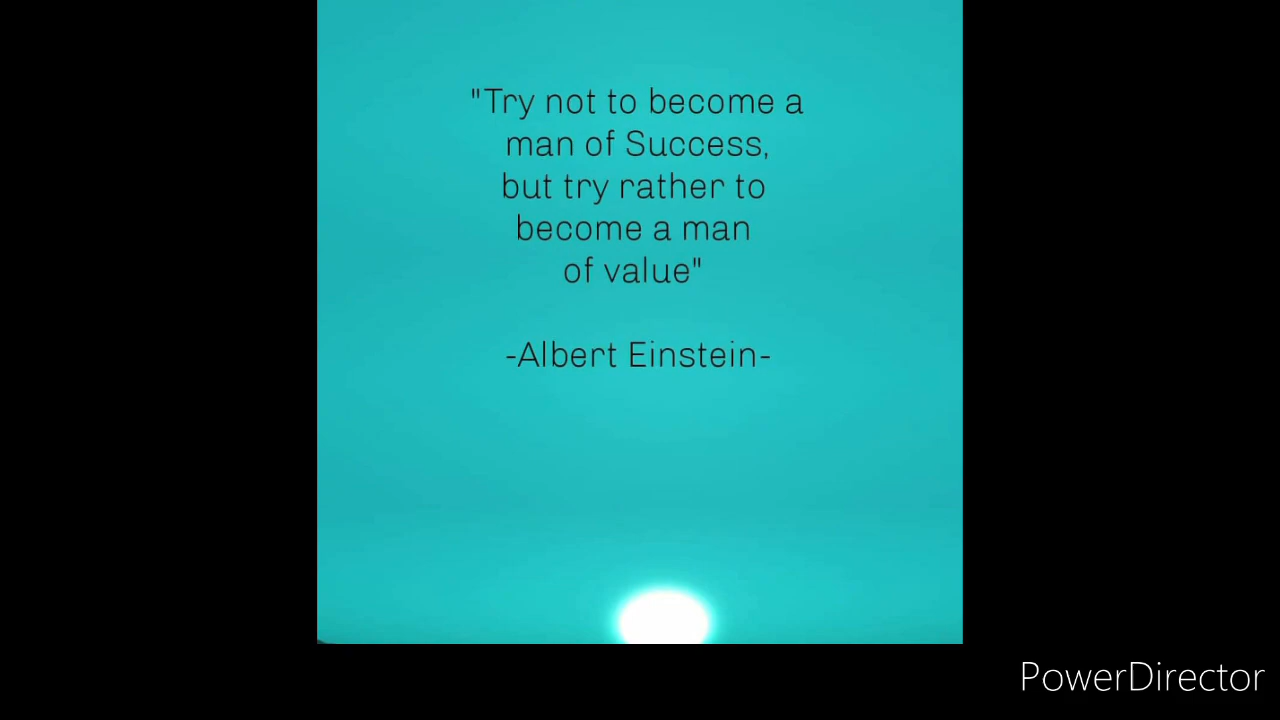 "Try not to become a
man of Success,
but try rather to
become a man
of value"
-Albert Einstein-
PowerDirector